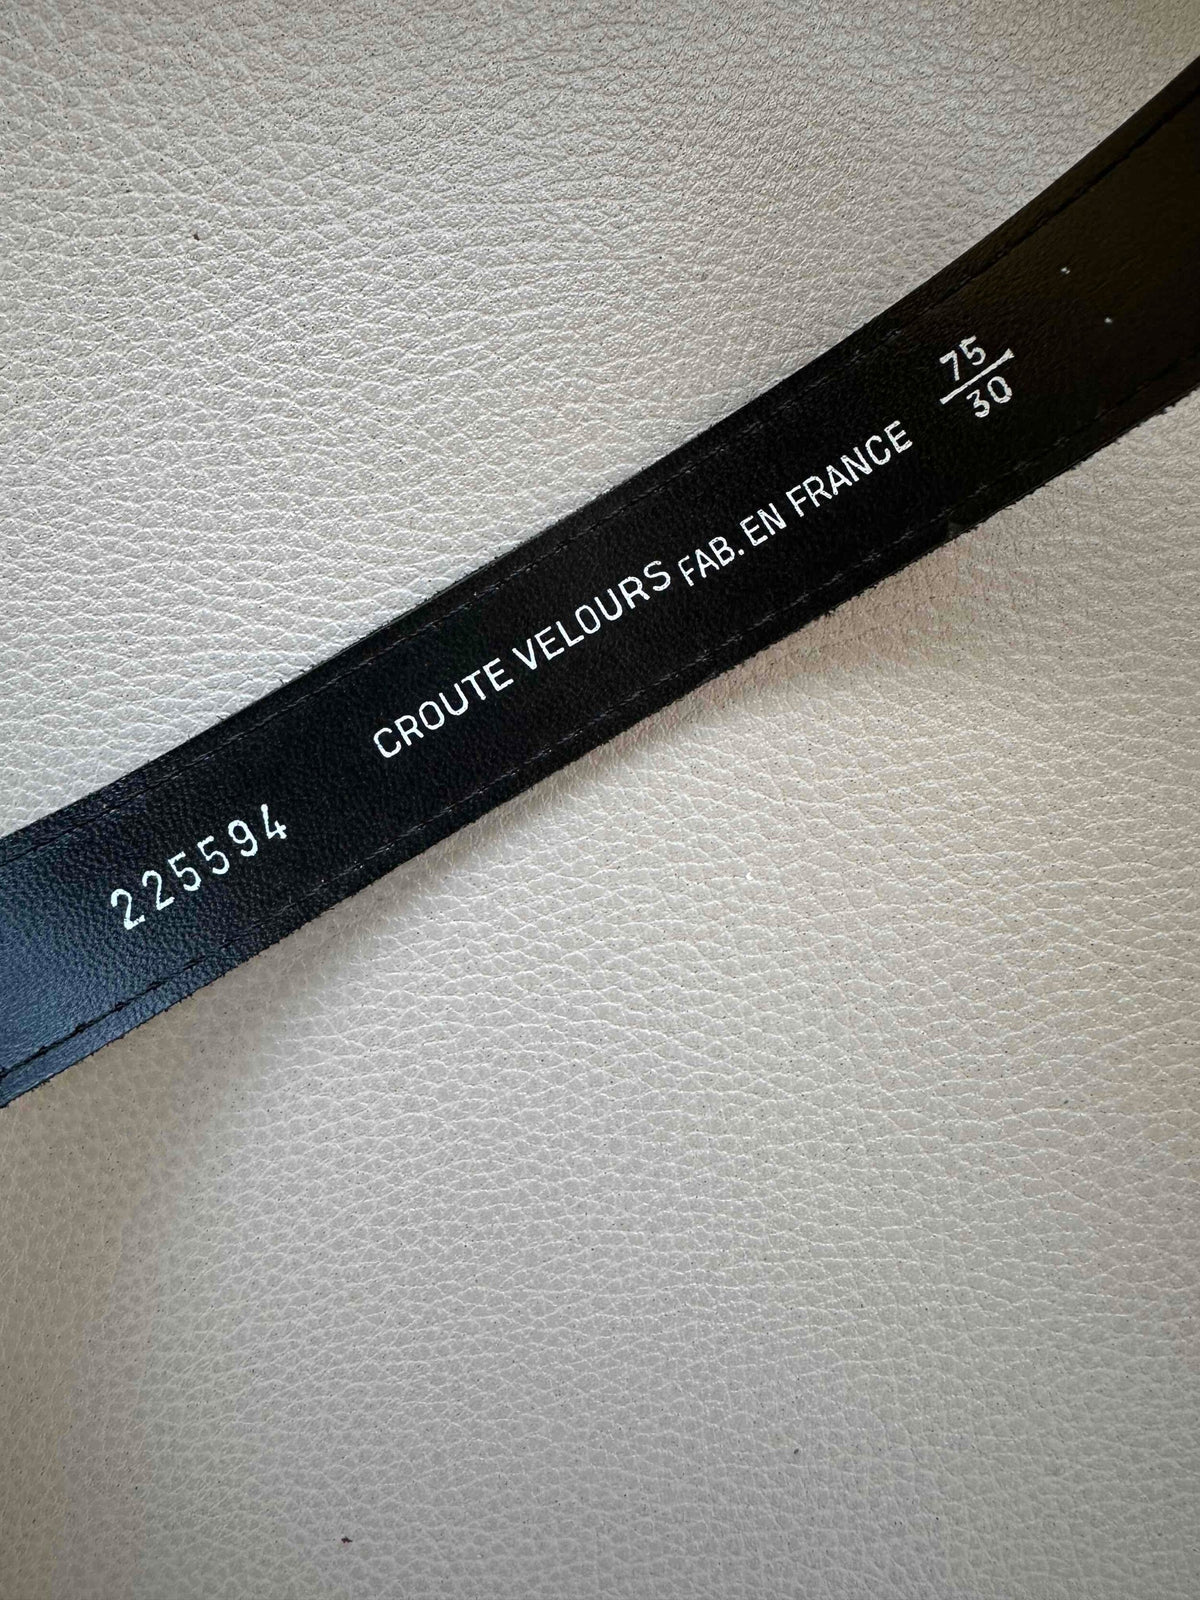 225594
CROUTE VELOURS FAB. EN FRANCE
75
30